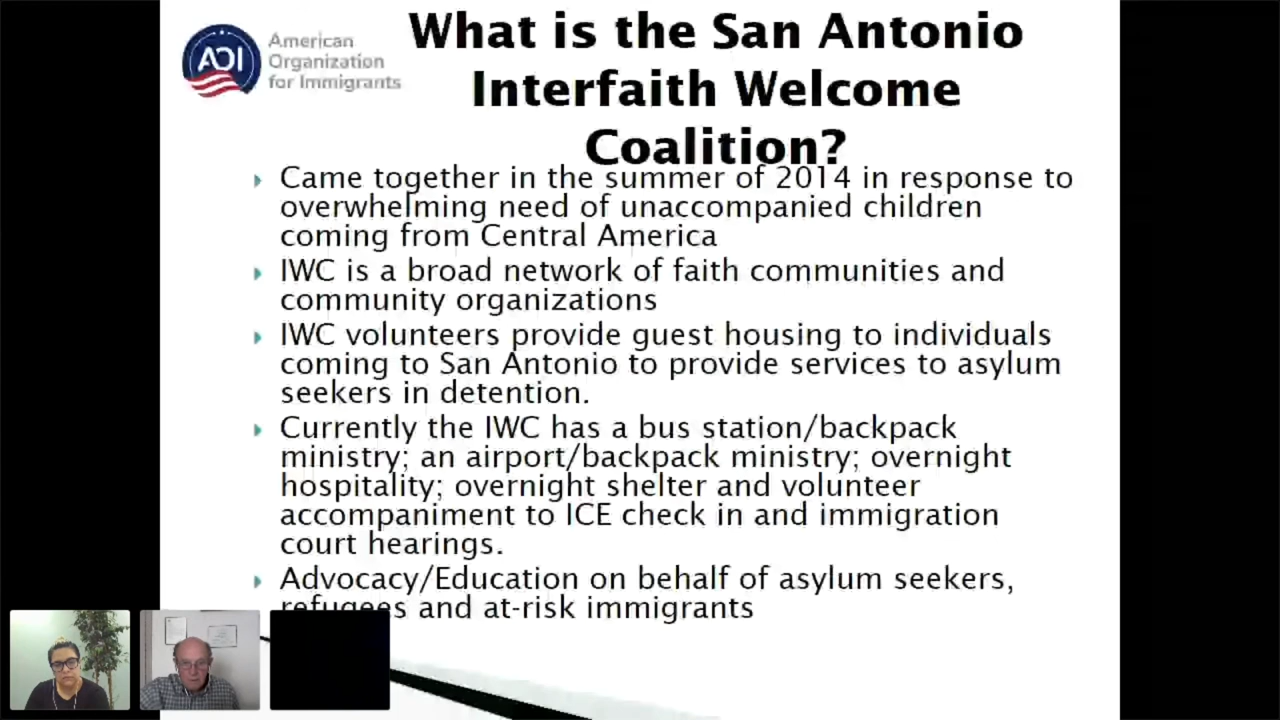 AOI
American
Organization
for Immigrants
What is the San Antonio
Interfaith Welcome
Coalition?
Came together in the summer of 2014 in response to
overwhelming need of unaccompanied children
coming from Central America
IWC is a broad network of faith communities and
community organizations
IWC volunteers provide guest housing to individuals
coming to San Antonio to provide services to asylum
seekers in detention.
Currently the IWC has a bus station/backpack
ministry; an airport/backpack ministry; overnight
hospitality; overnight shelter and volunteer
accompaniment to ICE check in and immigration
court hearings.
Advocacy/Education on behalf of asylum seekers,
refugees and at-risk immigrants